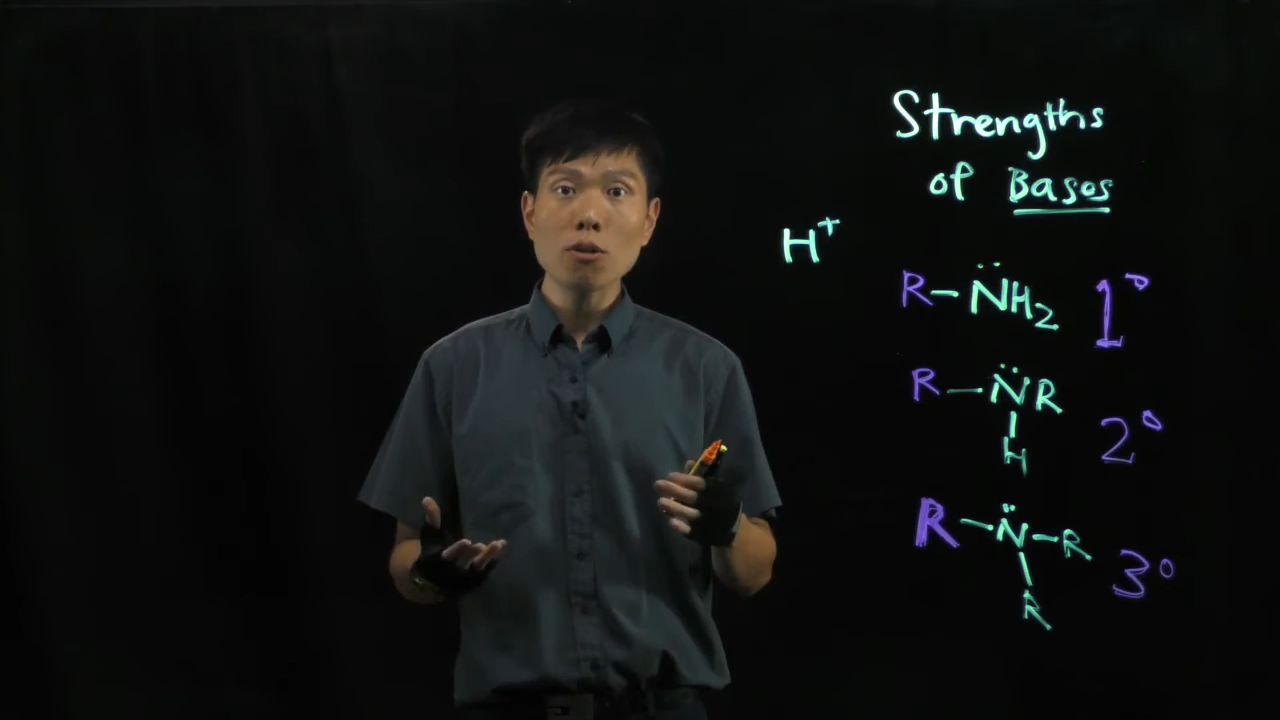 Strengths
of Bases
H⁺
R–N̈H₂ 1°
R–N̈R 2°
H
R–N̈–R 3°
R